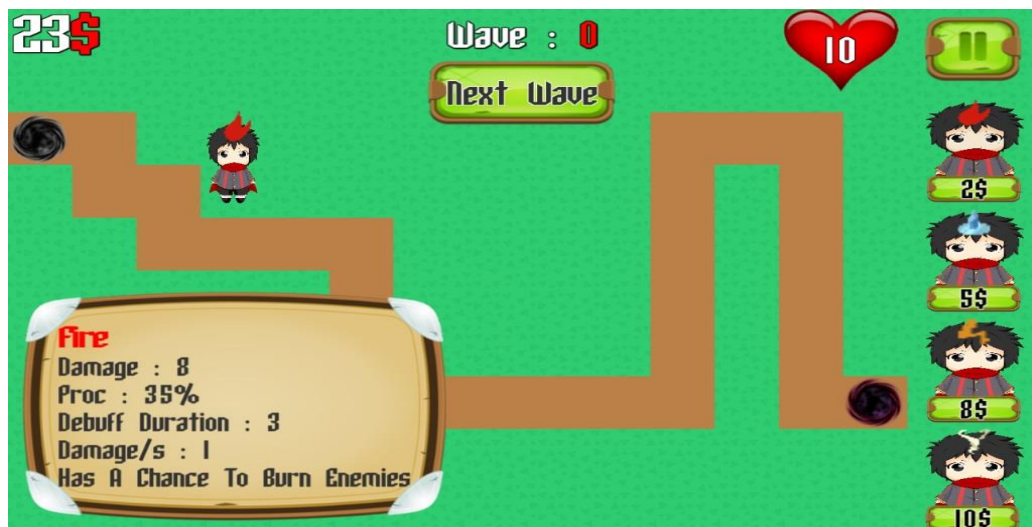 23$
Wave : 0
Next Wave
10
2$
5$
8$
10$
Fire
Damage : 8
Proc : 35%
Debuff Duration : 3
Damage/s : 1
Has A Chance To Burn Enemies